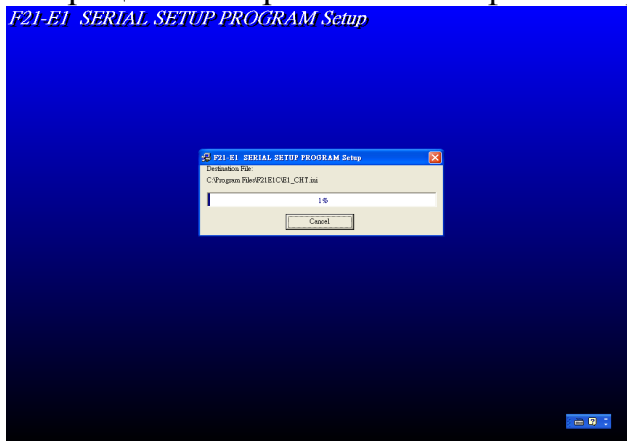 F21-E1 SERIAL SETUP PROGRAM Setup
F21-E1 SERIAL SETUP PROGRAM Setup
Destination File:
C:\Program Files\F21E1C\E1_CHT.ini
1%
Cancel